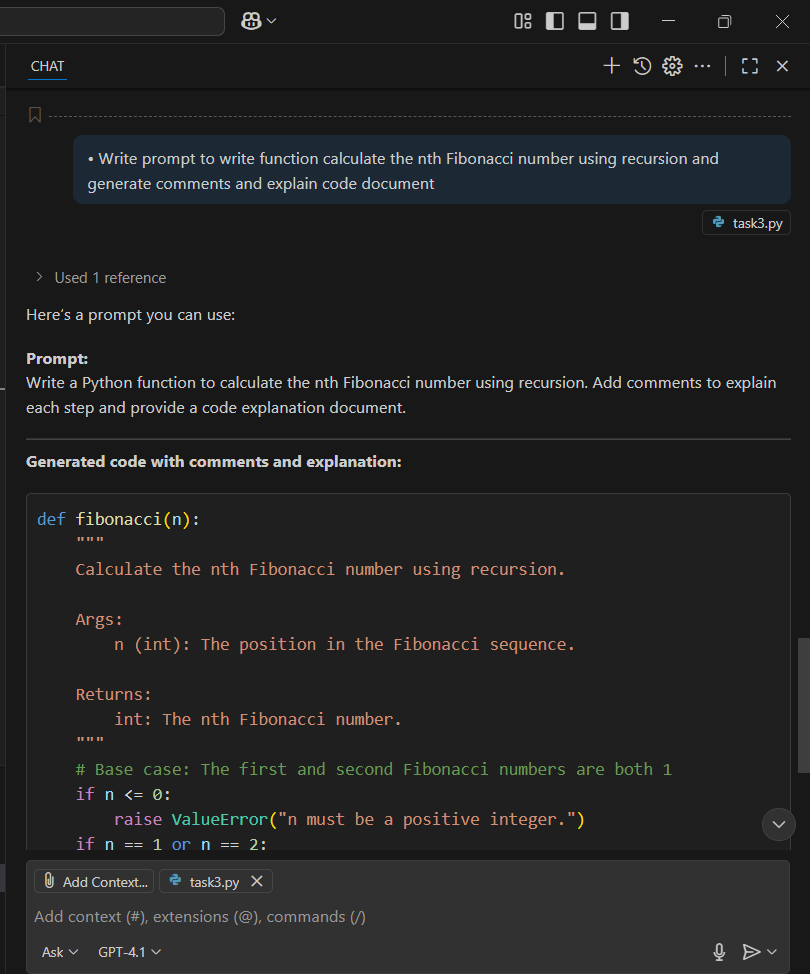 CHAT
• Write prompt to write function calculate the nth Fibonacci number using recursion and
generate comments and explain code document
task3.py
Used 1 reference
Here's a prompt you can use:
Prompt:
Write a Python function to calculate the nth Fibonacci number using recursion. Add comments to explain
each step and provide a code explanation document.
Generated code with comments and explanation:
def fibonacci(n):
"""
Calculate the nth Fibonacci number using recursion.
Args:
n (int): The position in the Fibonacci sequence.
Returns:
int: The nth Fibonacci number.
"""
# Base case: The first and second Fibonacci numbers are both 1
if n <= 0:
raise ValueError("n must be a positive integer.")
if n == 1 or n == 2:
Add Context...
task3.py
Add context (#), extensions (@), commands (/)
Ask
GPT-4.1